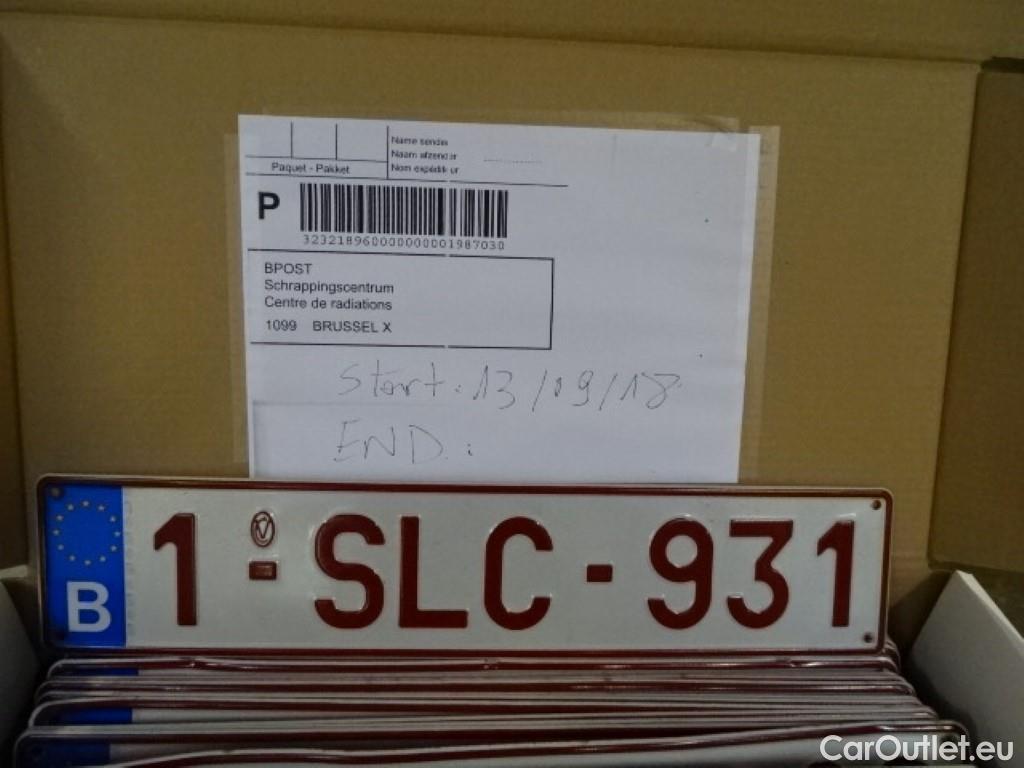 Name sender
Naam afzender
Nom expéditeur
Paquet - Pakket
P
3232189600000000001987030
BPOST
Schrappingscentrum
Centre de radiations
1099 BRUSSEL X
Start: 13/09/18
END:
B 1-SLC-931
CarOutlet.eu